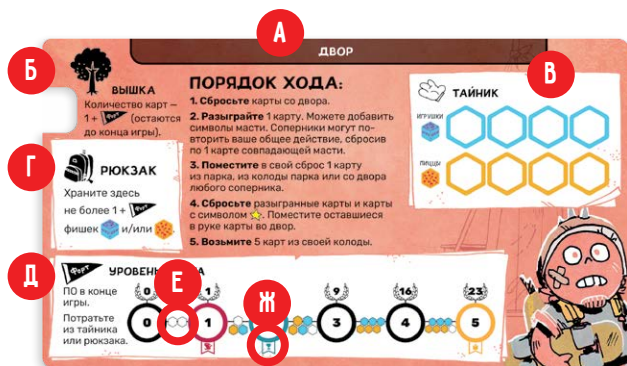 А
ДВОР
Б
ВЫШКА
Количество карт –
1 + Форт (остаются
до конца игры).
ПОРЯДОК ХОДА:
1. Сбросьте карты со двора.
2. Разыграйте 1 карту. Можете добавить
символы масти. Соперники могут по-
вторить ваше общее действие, сбросив
по 1 карте совпадающей масти.
3. Поместите в свой сброс 1 карту
из парка, из колоды парка или со двора
любого соперника.
4. Сбросьте разыгранные карты и карты
с символом . Поместите оставшиеся
в руке карты во двор.
5. Возьмите 5 карт из своей колоды.
В
ТАЙНИК
ИГРУШКИ
ПИЦЦЫ
Г
РЮКЗАК
Храните здесь
не более 1 + Форт
фишек и/или
Д
Форт
Е
Ж
ПО в конце
игры.
Потратьте
из тайника
или рюкзака.
0 1 9 16 23
0 1 3 4 5